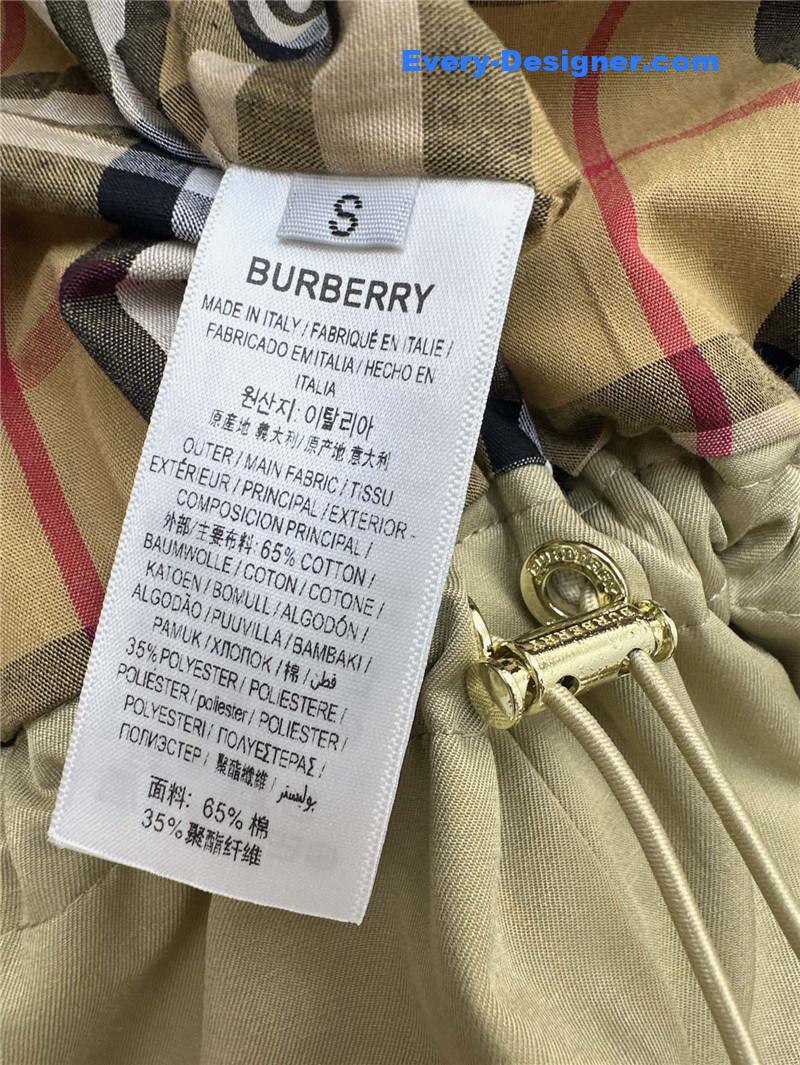 Every-Designer.com
S
BURBERRY
MADE IN ITALY / FABRIQUÉ EN ITALIE /
FABRICADO EM ITALIA / HECHO EN
ITALIA
원산지: 이탈리아
原産地 義大利 / 原产地 意大利
OUTER / MAIN FABRIC / TISSU
EXTÉRIEUR / PRINCIPAL / EXTERIOR -
COMPOSICION PRINCIPAL /
外部/主要布料: 65% COTTON /
BAUMWOLLE / COTON / COTONE /
KATOEN / BOMULL / ALGODÓN /
ALGODÃO / PUUVILLA / BAMBAKI /
PAMUK / ХЛОПОК / 棉 / قطن
35% POLYESTER / POLIESTERE /
POLIESTER / poliester / POLIESTER /
POLYESTERI / ΠΟΛΥΕΣΤΕΡΑΣ /
ПОЛИЭСТЕР / 聚酯纖維 / بوليستر
面料: 65% 棉
35% 聚酯纤维
BURBERRY